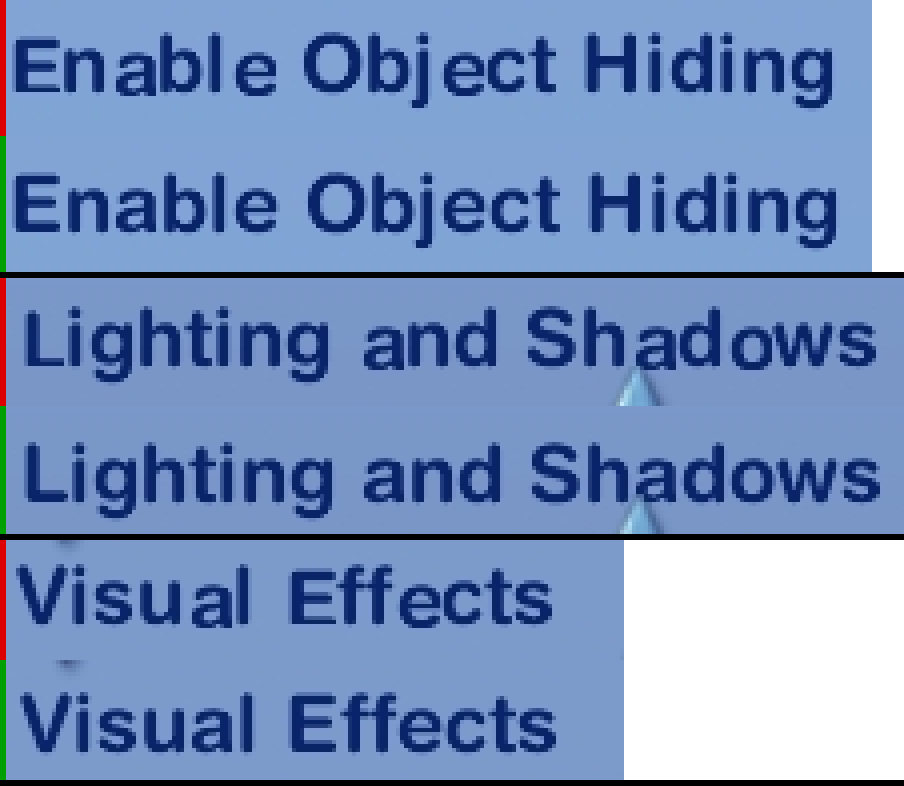 Enable Object Hiding
Enable Object Hiding
Lighting and Shadows
Lighting and Shadows
Visual Effects
Visual Effects